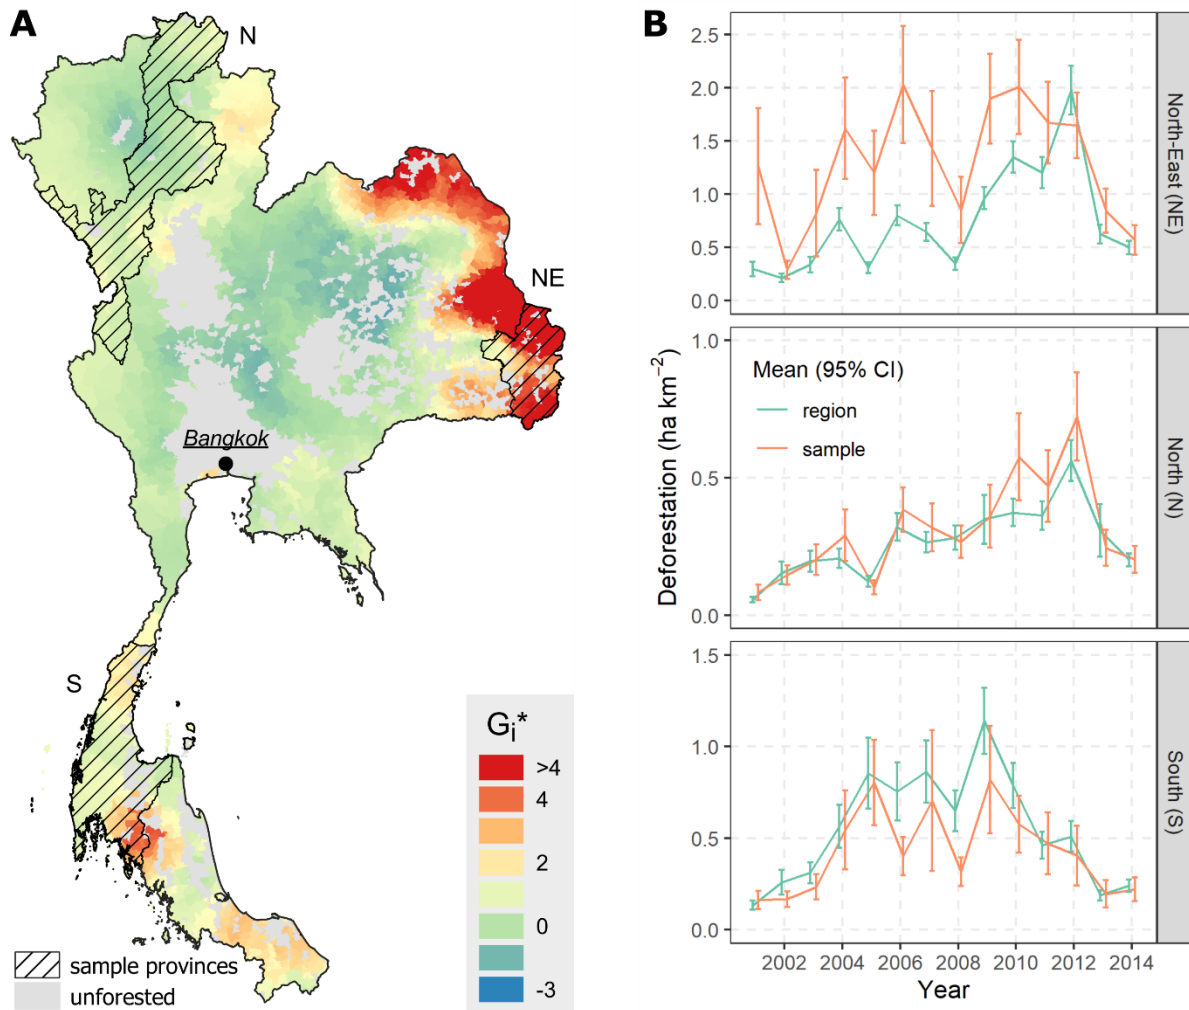 A
N
NE
Bangkok
S
G_i*
>4
4
2
0
-3
sample provinces
unforested
B
Deforestation (ha km⁻²)
2.5
2.0
1.5
1.0
0.5
0.0
North-East (NE)
1.0
0.5
0.0
Mean (95% CI)
region
sample
North (N)
1.5
1.0
0.5
0.0
South (S)
2002 2004 2006 2008 2010 2012 2014
Year